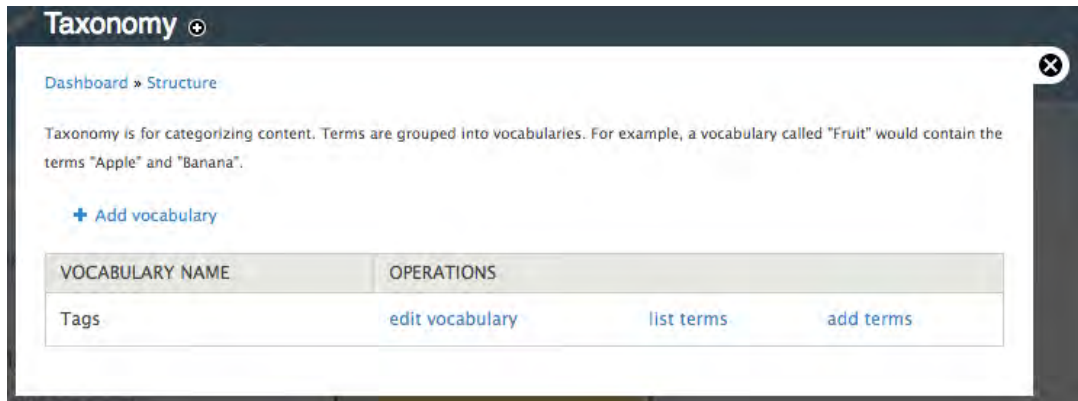 Taxonomy
Dashboard » Structure
Taxonomy is for categorizing content. Terms are grouped into vocabularies. For example, a vocabulary called "Fruit" would contain the
terms "Apple" and "Banana".
+ Add vocabulary
VOCABULARY NAME OPERATIONS
Tags edit vocabulary list terms add terms